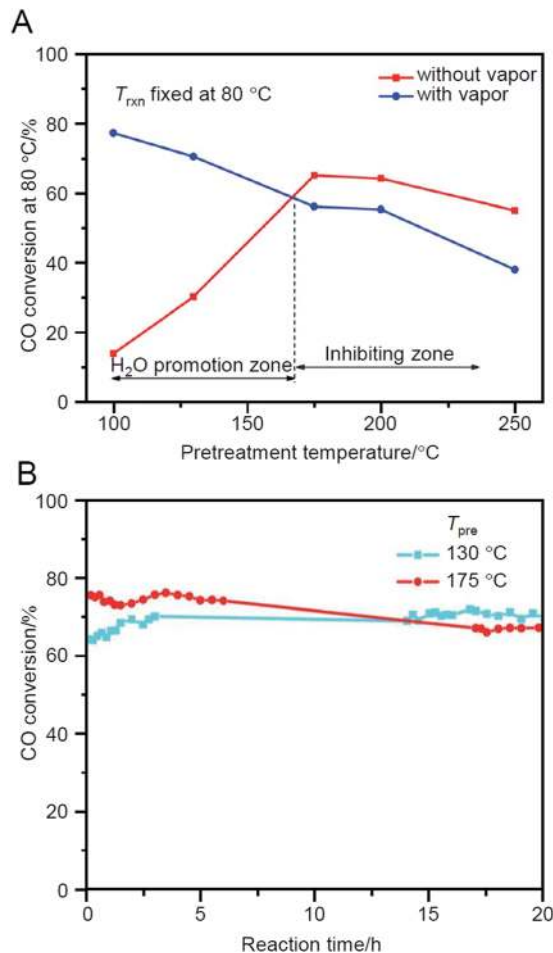 A
100
80
60
40
20
0
CO conversion at 80 °C/%
T_rxn fixed at 80 °C
without vapor
with vapor
H₂O promotion zone
Inhibiting zone
100 150 200 250
Pretreatment temperature/°C
B
100
80
60
40
20
0
CO conversion/%
T_pre
130 °C
175 °C
0 5 10 15 20
Reaction time/h